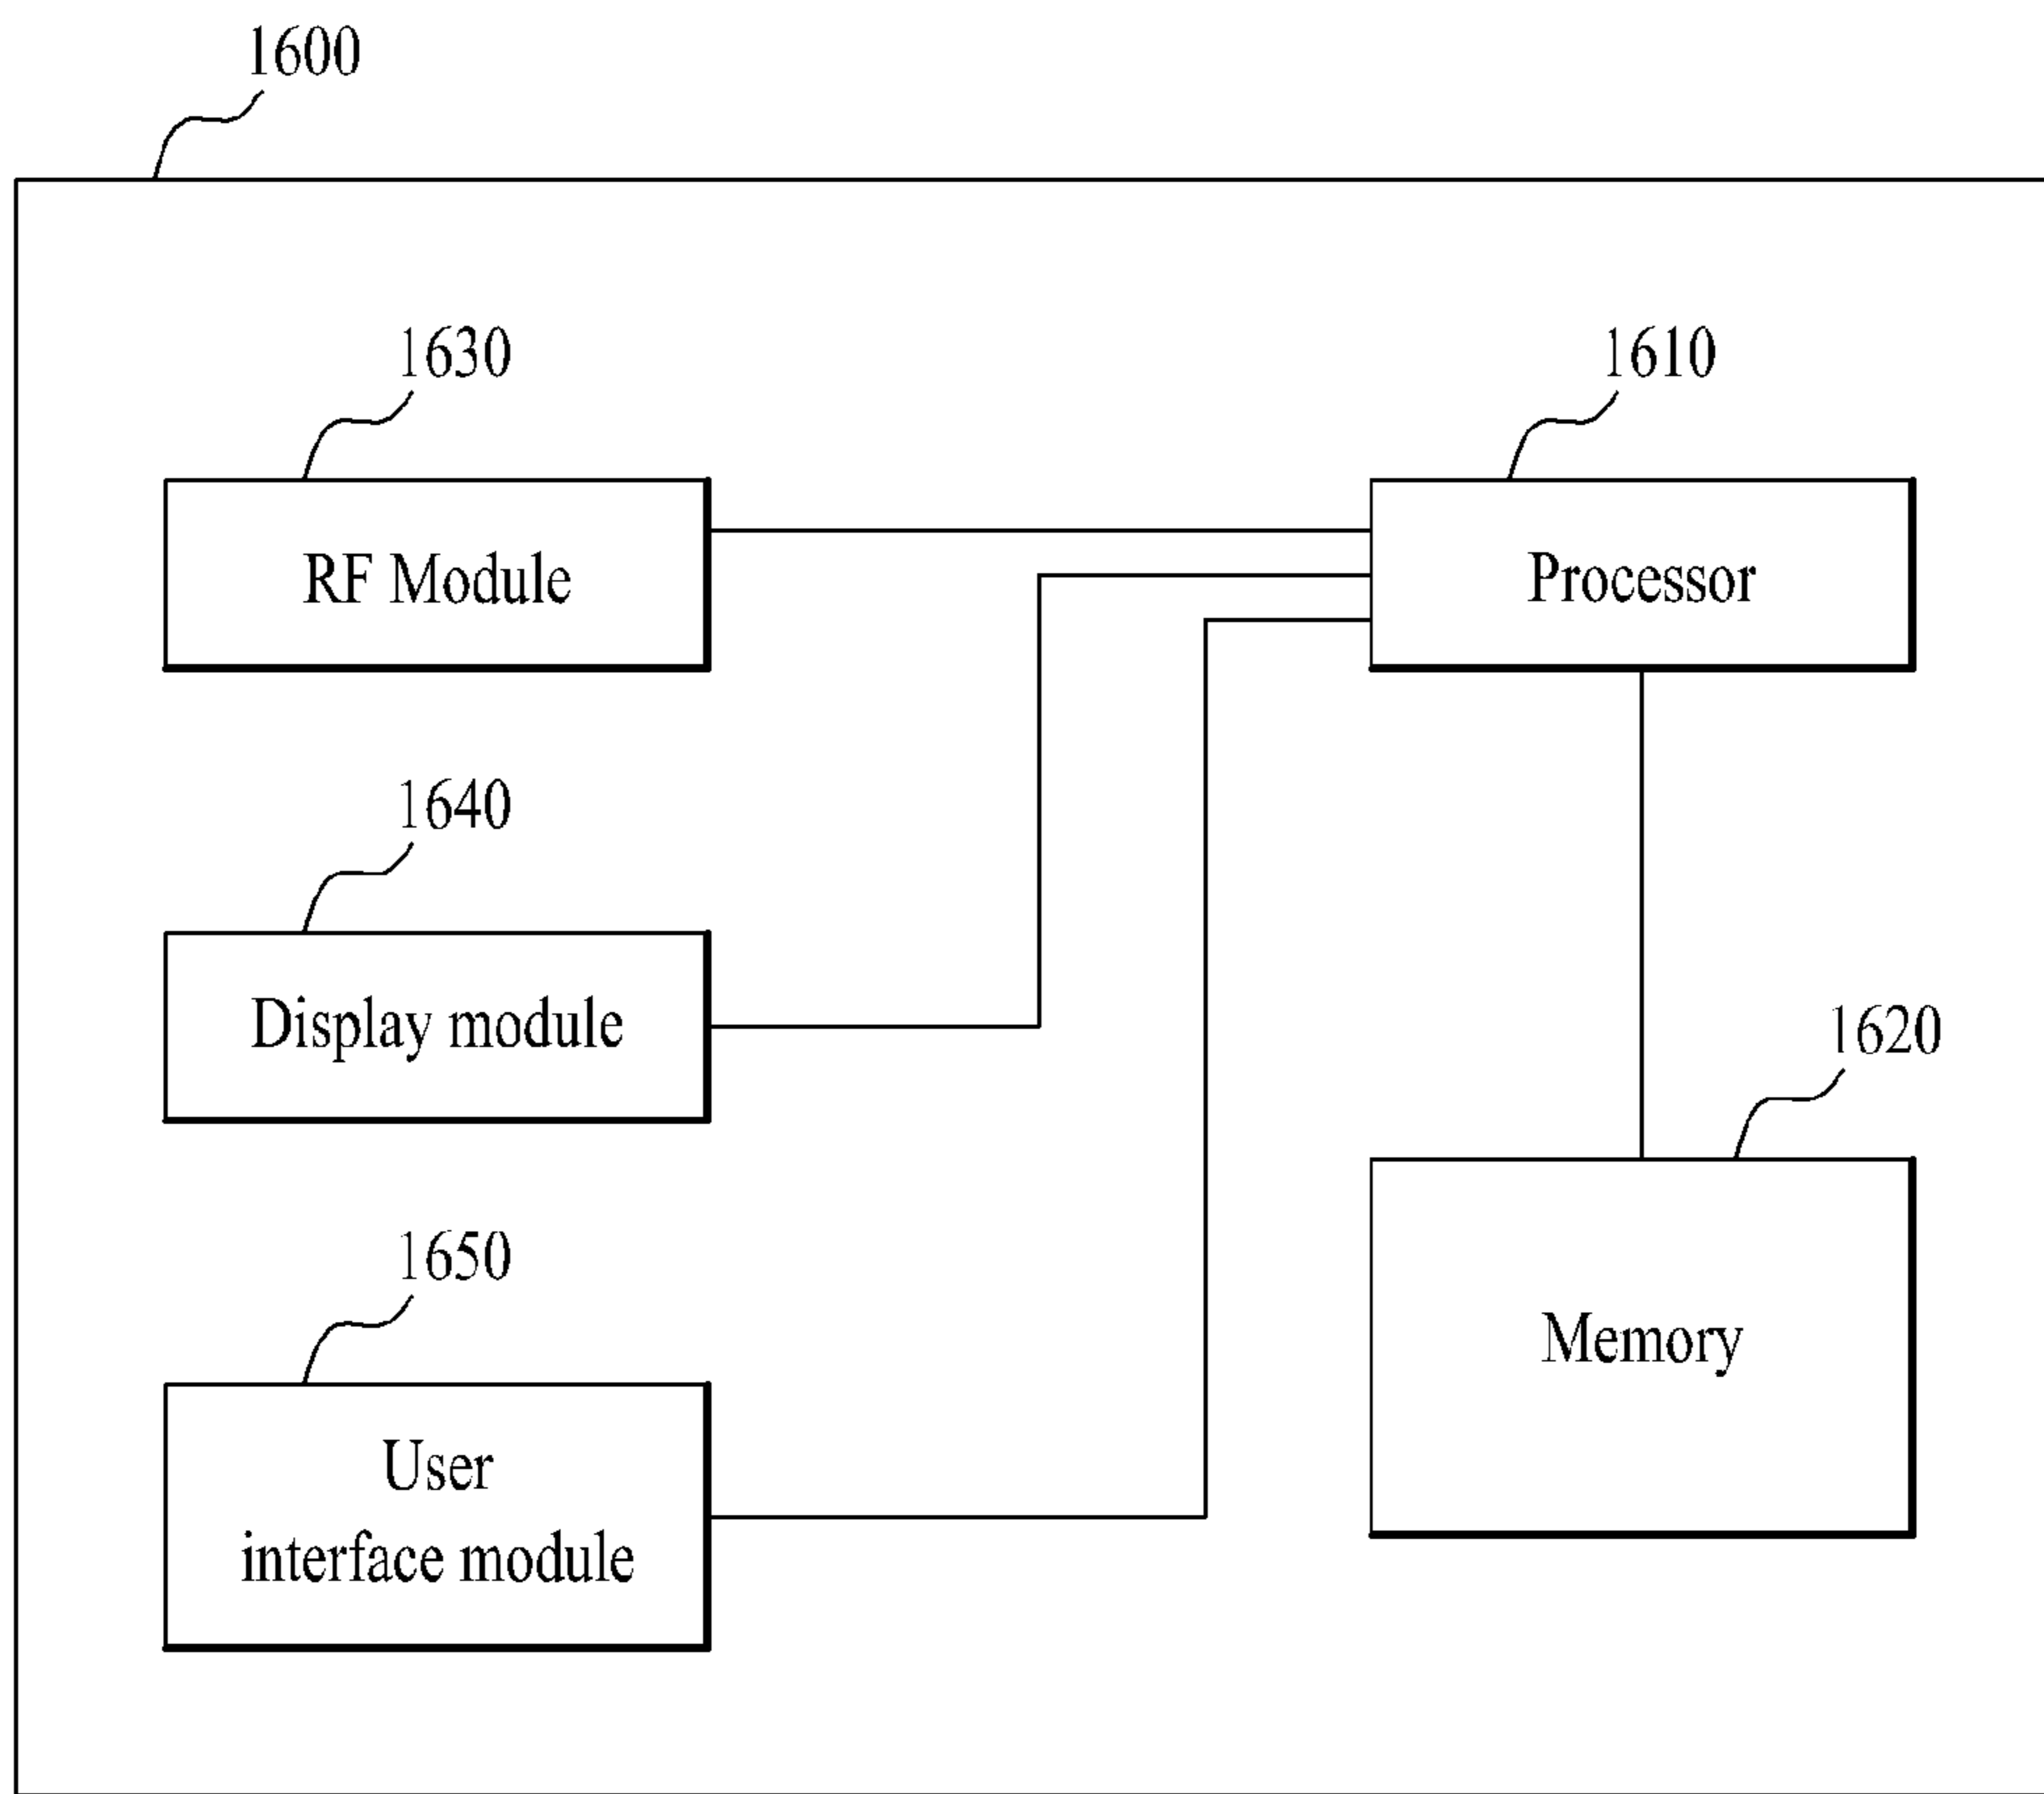 1600
1630
1610
RF Module
Processor
1640
Display module
1620
1650
Memory
User
interface module